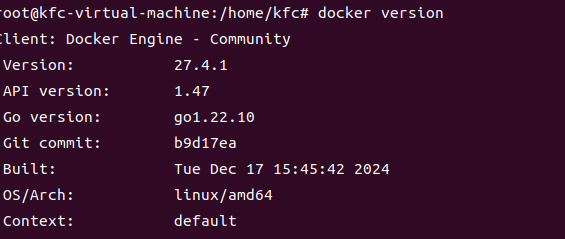 root@kfc-virtual-machine:/home/kfc# docker version
Client: Docker Engine - Community
Version: 27.4.1
API version: 1.47
Go version: go1.22.10
Git commit: b9d17ea
Built: Tue Dec 17 15:45:42 2024
OS/Arch: linux/amd64
Context: default